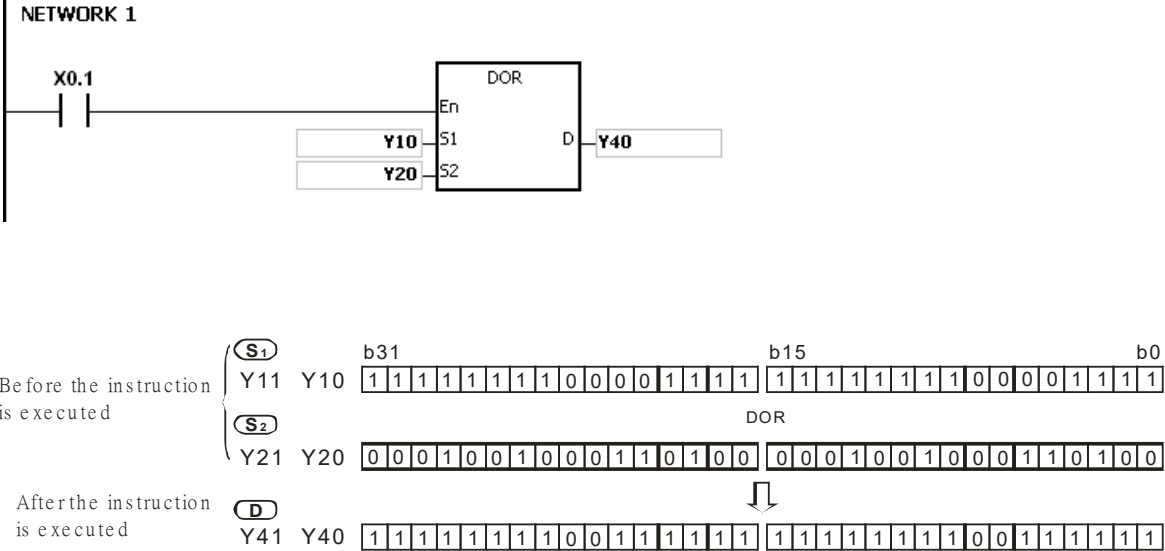 NETWORK 1
X0.1
DOR
En
Y10 S1 D Y40
Y20 S2
S1 b31 b15 b0
Before the instruction Y11 Y10 1 1 1 1 1 1 1 1 0 0 0 0 1 1 1 1 1 1 1 1 1 1 1 1 0 0 0 0 1 1 1 1
is executed S2 DOR
Y21 Y20 0 0 0 1 0 0 1 0 0 0 1 1 0 1 0 0 0 0 0 1 0 0 1 0 0 0 1 1 0 1 0 0
After the instruction D
is executed Y41 Y40 1 1 1 1 1 1 1 1 0 0 1 1 1 1 1 1 1 1 1 1 1 1 1 1 0 0 1 1 1 1 1 1